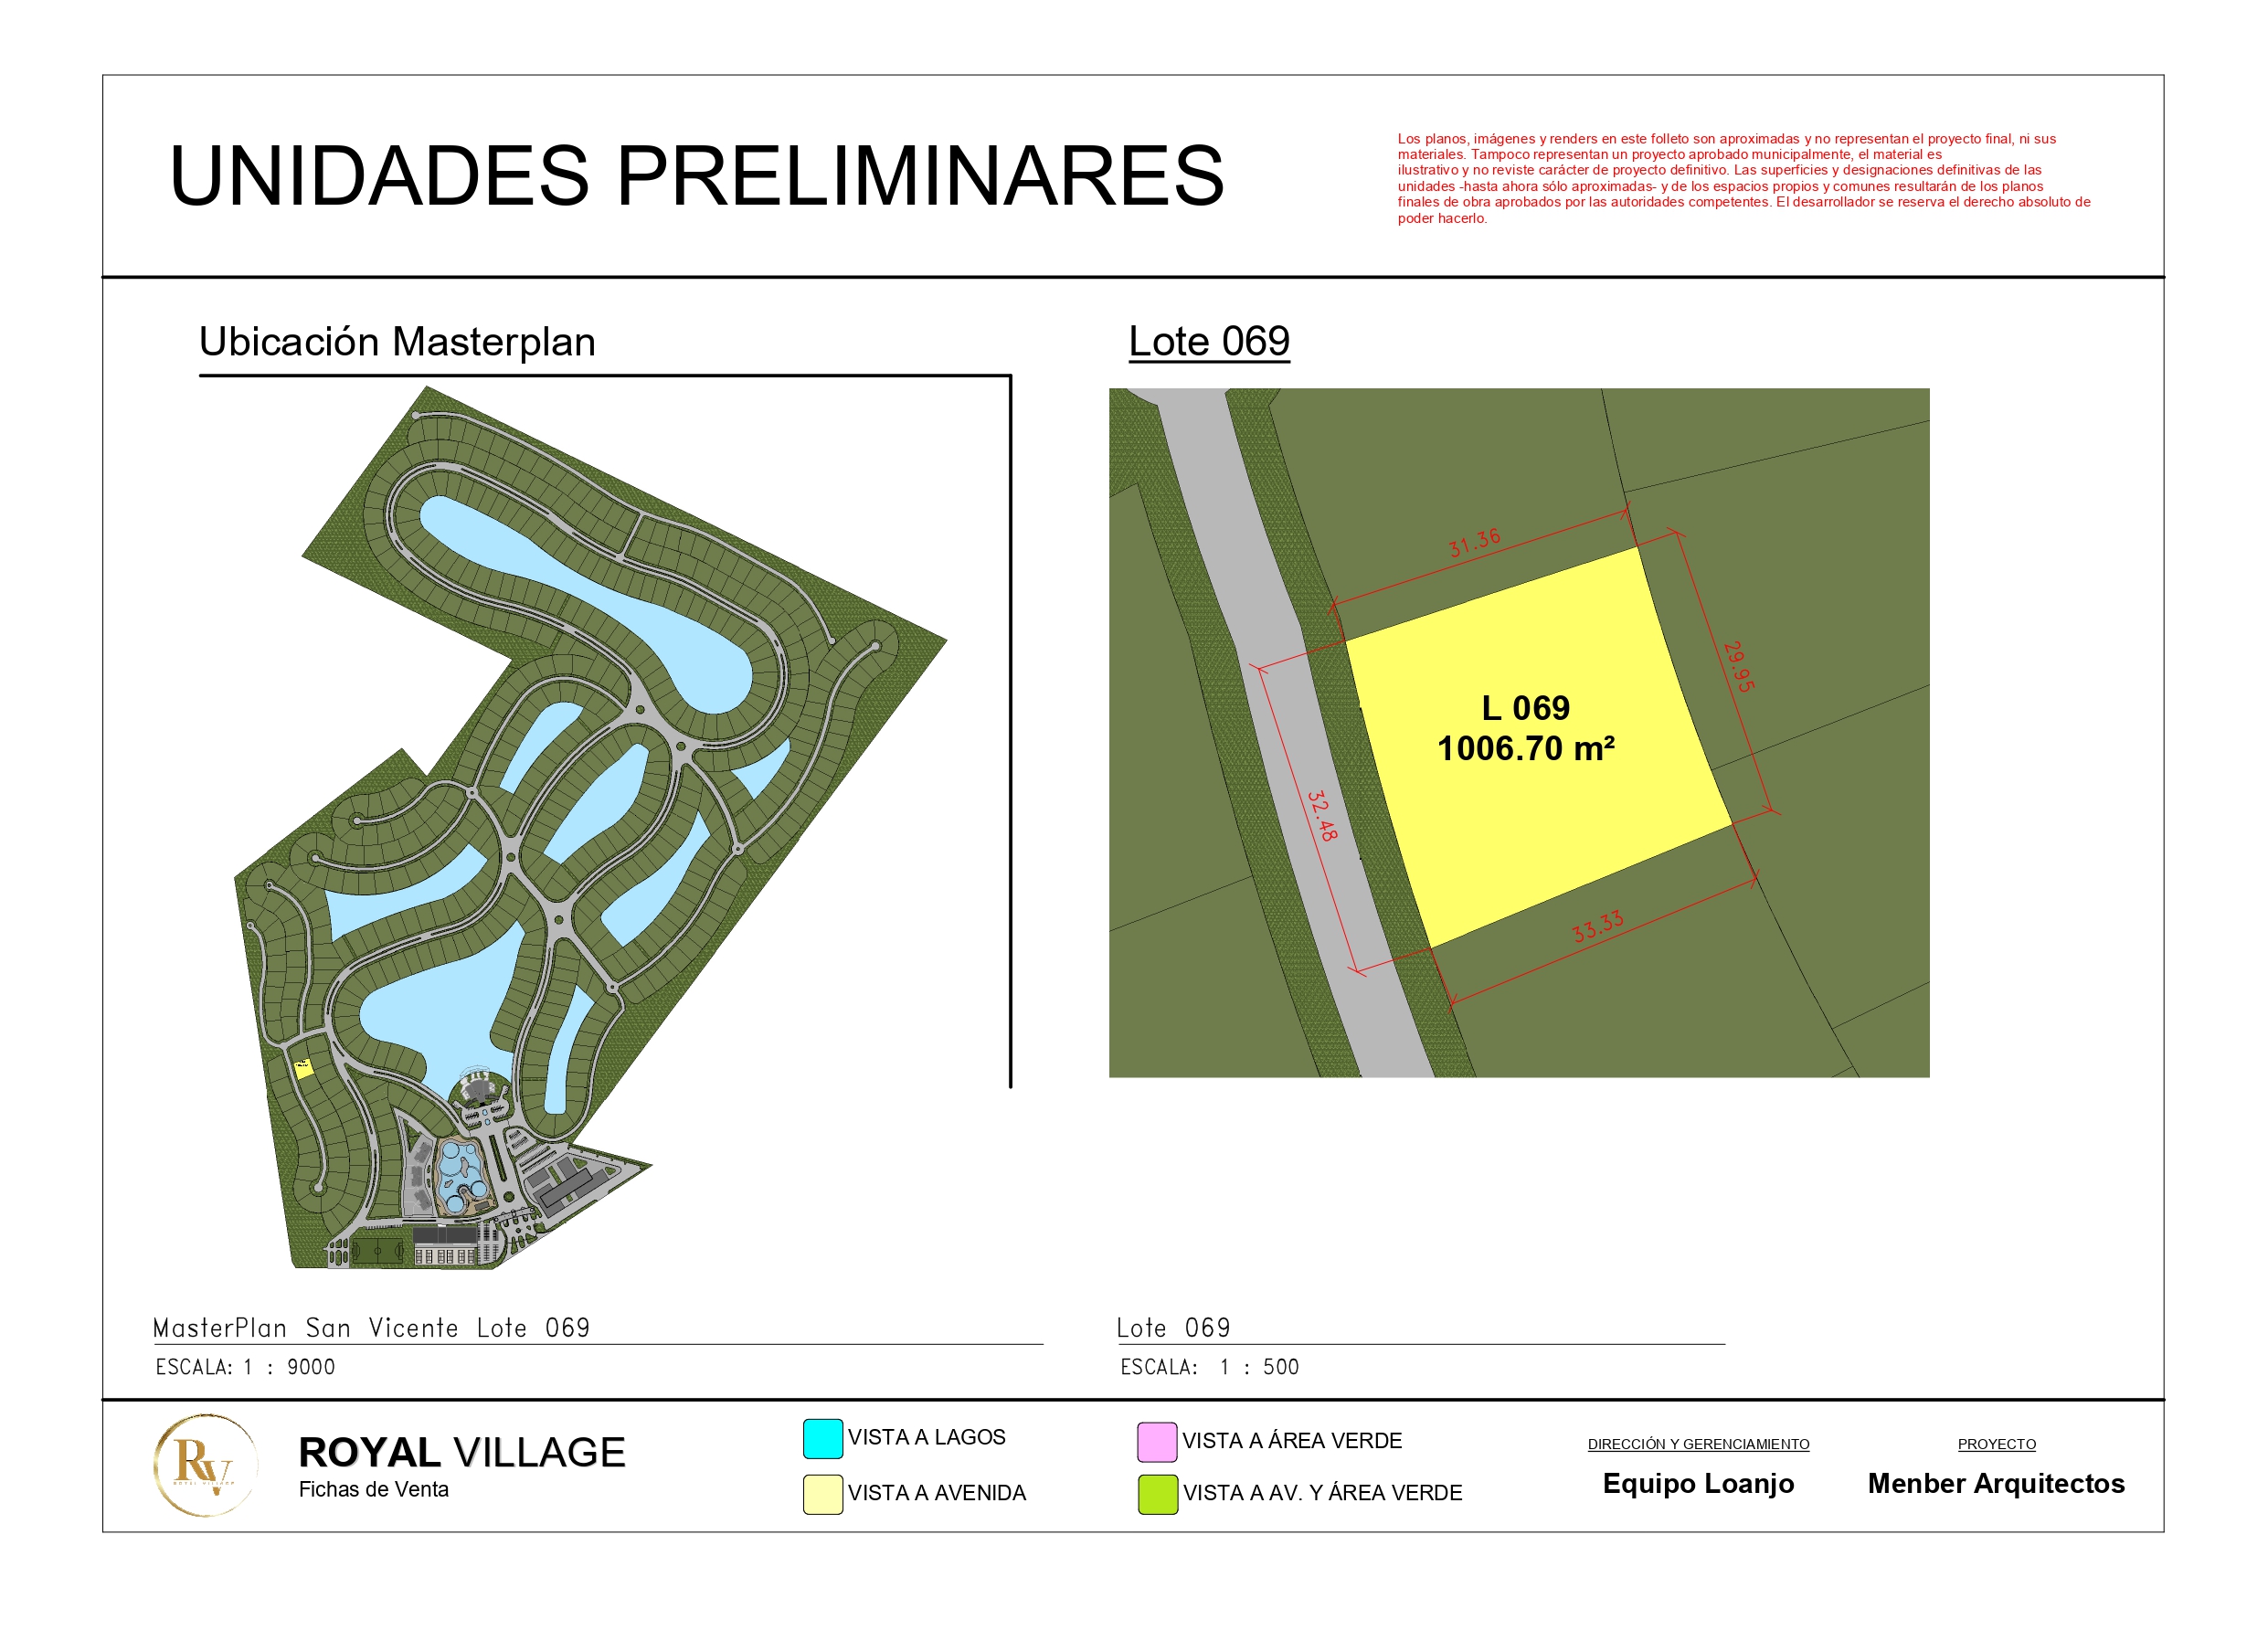 UNIDADES PRELIMINARES
Los planos, imágenes y renders en este folleto son aproximadas y no representan el proyecto final, ni sus
materiales. Tampoco representan un proyecto aprobado municipalmente, el material es
ilustrativo y no reviste carácter de proyecto definitivo. Las superficies y designaciones definitivas de las
unidades -hasta ahora sólo aproximadas- y de los espacios propios y comunes resultarán de los planos
finales de obra aprobados por las autoridades competentes. El desarrollador se reserva el derecho absoluto de
poder hacerlo.
Ubicación Masterplan
Lote 069
31.36
29.95
L 069
1006.70 m²
32.48
33.33
MasterPlan San Vicente Lote 069
ESCALA: 1 : 9000
Lote 069
ESCALA: 1 : 500
RV
ROYAL VILLAGE
ROYAL VILLAGE
Fichas de Venta
VISTA A LAGOS
VISTA A AVENIDA
VISTA A ÁREA VERDE
VISTA A AV. Y ÁREA VERDE
DIRECCIÓN Y GERENCIAMIENTO
Equipo Loanjo
PROYECTO
Menber Arquitectos